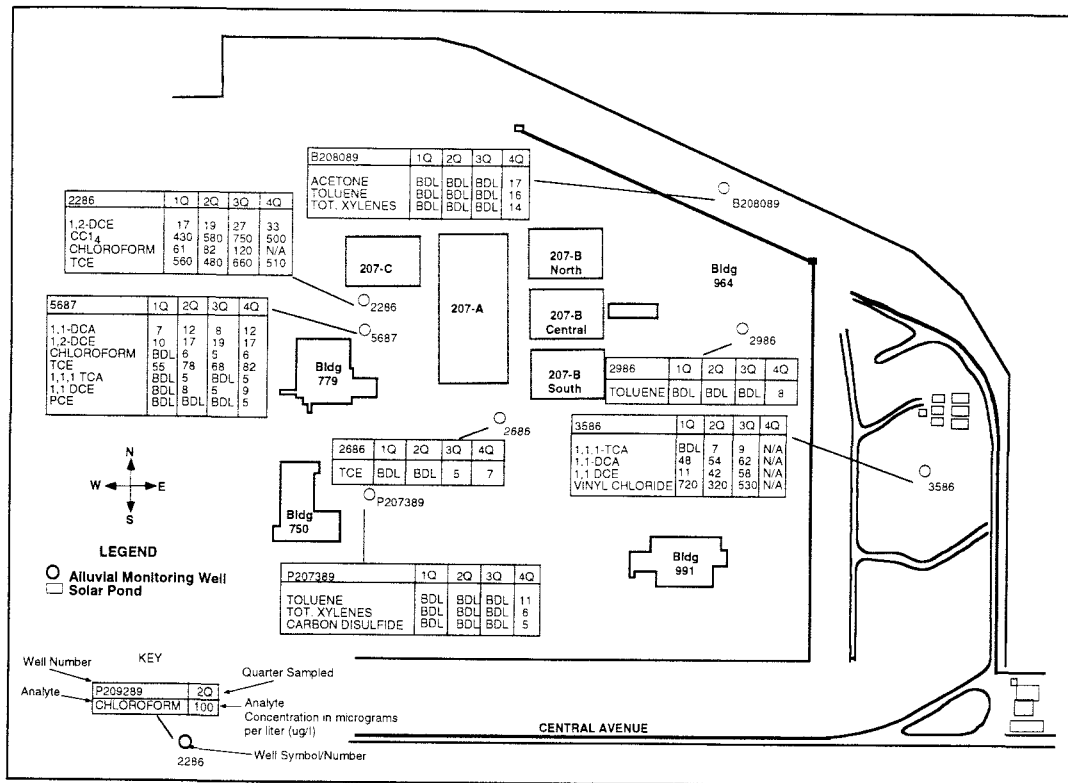 B208089 1Q 2Q 3Q 4Q
ACETONE BDL BDL BDL 17
TOLUENE BDL BDL BDL 16
TOT. XYLENES BDL BDL BDL 14
B208089
2286 1Q 2Q 3Q 4Q
1,2-DCE 17 19 27 33
CCl4 430 580 750 500
CHLOROFORM 61 82 120 N/A
TCE 560 480 660 510
207-C
207-A
207-B
North
Bldg
964
2286
5687 1Q 2Q 3Q 4Q
1,1-DCA 7 12 8 12
1,2-DCE 10 17 19 17
CHLOROFORM BDL 6 5 6
TCE 55 78 68 82
1,1,1 TCA BDL 5 BDL 5
1,1 DCE BDL 8 5 9
PCE BDL BDL BDL 5
5687
207-B
Central
2986
Bldg
779
207-B
South
2986 1Q 2Q 3Q 4Q
TOLUENE BDL BDL BDL 8
2686
2686 1Q 2Q 3Q 4Q
TCE BDL BDL 5 7
3586 1Q 2Q 3Q 4Q
1,1,1-TCA BDL 7 9 N/A
1,1-DCA 48 54 62 N/A
1,1 DCE 11 42 58 N/A
VINYL CHLORIDE 720 320 530 N/A
3586
N
W E
S
P207389
Bldg
750
LEGEND
Alluvial Monitoring Well
Solar Pond
Bldg
991
P207389 1Q 2Q 3Q 4Q
TOLUENE BDL BDL BDL 11
TOT. XYLENES BDL BDL BDL 6
CARBON DISULFIDE BDL BDL BDL 5
KEY
Well Number
Quarter Sampled
P209289 2Q
Analyte
CHLOROFORM 100
Analyte
Concentration in micrograms
per liter (ug/l)
2286
Well Symbol/Number
CENTRAL AVENUE